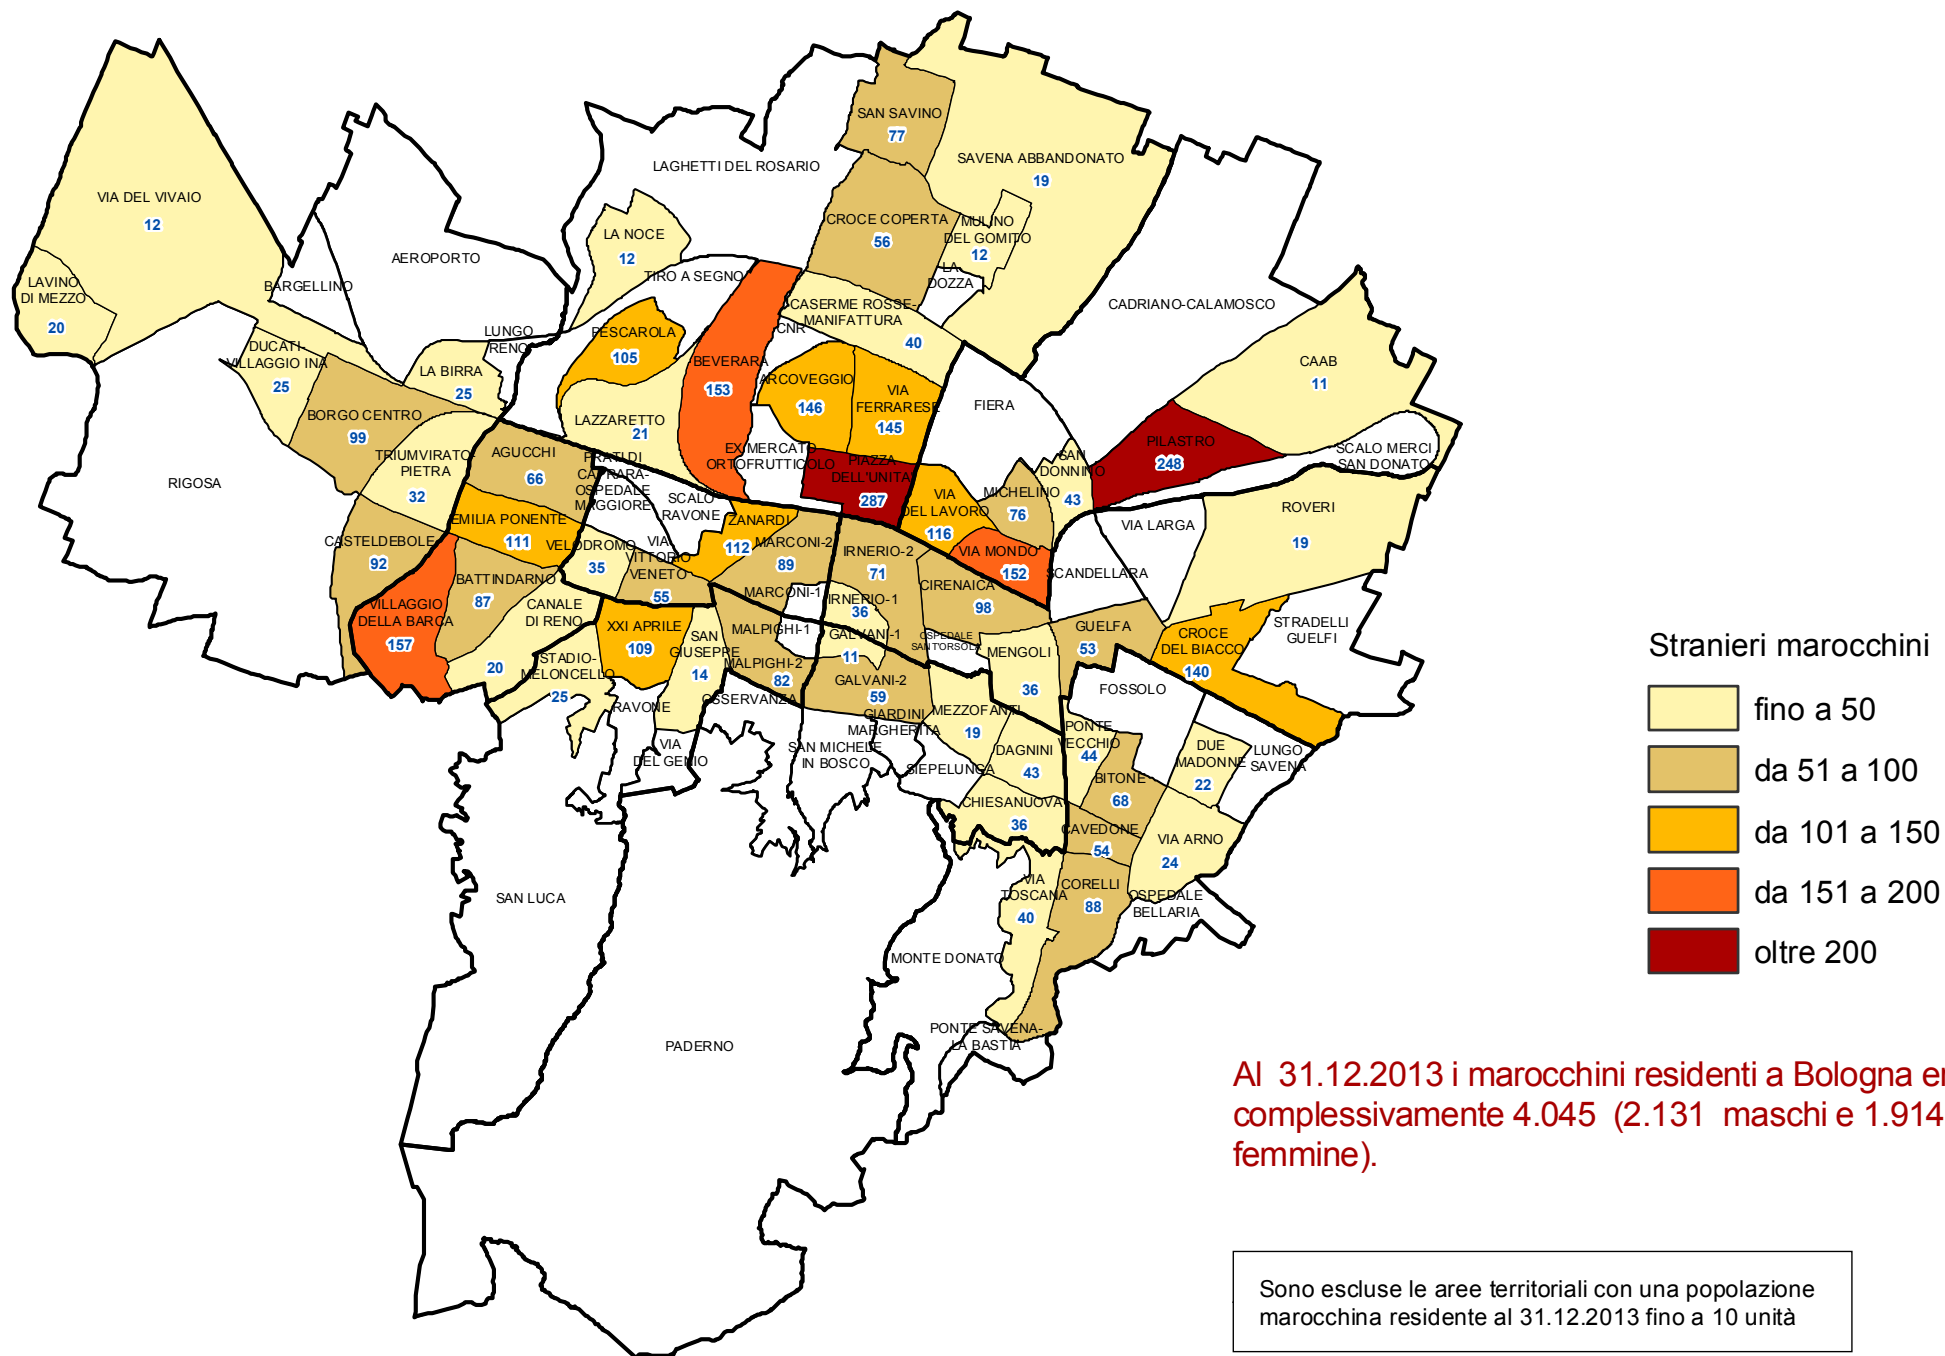 SAN SAVINO
77
SAVENA ABBANDONATO
19
LAGHETTI DEL ROSARIO
VIA DEL VIVAIO
12
CROCE COPERTA
56
MULINO
DEL GOMITO
12
LA NOCE
12
AEROPORTO
TIRO A SEGNO
LA
DOZZA
BARGELLINO
LAVINO
DI MEZZO
20
CADRIANO-CALAMOSCO
CASERME ROSSE-
MANIFATTURA
40
CNR
LUNGO
RENO
PESCAROLA
105
DUCATI-
VILLAGGIO INA
25
LA BIRRA
25
BEVERARA
153
ARCOVEGGIO
146
VIA
FERRARESE
145
FIERA
CAAB
11
BORGO CENTRO
99
LAZZARETTO
21
EX MERCATO
ORTOFRUTTICOLO
PILASTRO
248
SCALO MERCI
SAN DONATO
TRIUMVIRATO-
PIETRA
32
AGUCCHI
66
PRATI DI
CAPRARA-
OSPEDALE
MAGGIORE
PIAZZA
DELL'UNITA'
287
SAN
DONNINO
43
RIGOSA
SCALO
RAVONE
VIA
DEL LAVORO
116
MICHELINO
76
ROVERI
19
EMILIA PONENTE
111
ZANARDI
112
VIA LARGA
CASTELDEBOLE
92
VELODROMO
35
VIA
VITTORIO
VENETO
55
MARCONI-2
89
IRNERIO-2
71
VIA MONDO
152
BATTINDARNO
87
CIRENAICA
98
SCANDELLARA
VILLAGGIO
DELLA BARCA
157
CANALE
DI RENO
20
MARCONI-1
IRNERIO-1
36
XXI APRILE
109
SAN
GIUSEPPE
14
MALPIGHI-1
GALVANI-1
11
OSPEDALE
SANT'ORSOLA
GUELFA
53
CROCE
DEL BIACCO
140
STRADELLI
GUELFI
STADIO-
MELONCELLO
25
MALPIGHI-2
82
GALVANI-2
59
MENGOLI
36
FOSSOLO
RAVONE
OSSERVANZA
GIARDINI
MARGHERITA
MEZZOFANTI
19
PONTE
VECCHIO
44
VIA
DEL GENIO
SAN MICHELE
IN BOSCO
DAGNINI
43
DUE
MADONNE
22
LUNGO
SAVENA
SIEPELUNGA
BITONE
68
CHIESANUOVA
36
CAVEDONE
54
VIA ARNO
24
SAN LUCA
VIA
TOSCANA
40
CORELLI
88
OSPEDALE
BELLARIA
MONTE DONATO
PADERNO
PONTE SAVENA-
LA BASTIA
Stranieri marocchini
fino a 50
da 51 a 100
da 101 a 150
da 151 a 200
oltre 200
Al 31.12.2013 i marocchini residenti a Bologna er
complessivamente 4.045 (2.131 maschi e 1.914
femmine).
Sono escluse le aree territoriali con una popolazione
marocchina residente al 31.12.2013 fino a 10 unità